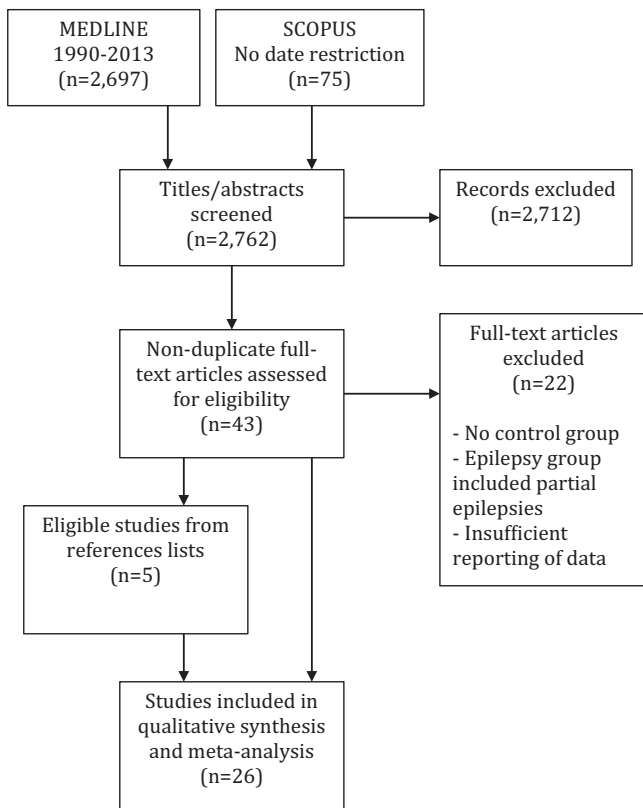 MEDLINE
1990-2013
(n=2,697)
SCOPUS
No date restriction
(n=75)
Titles/abstracts
screened
(n=2,762)
Records excluded
(n=2,712)
Non-duplicate full-
text articles assessed
for eligibility
(n=43)
Full-text articles
excluded
(n=22)
- No control group
- Epilepsy group
included partial
epilepsies
- Insufficient
reporting of data
Eligible studies from
references lists
(n=5)
Studies included in
qualitative synthesis
and meta-analysis
(n=26)